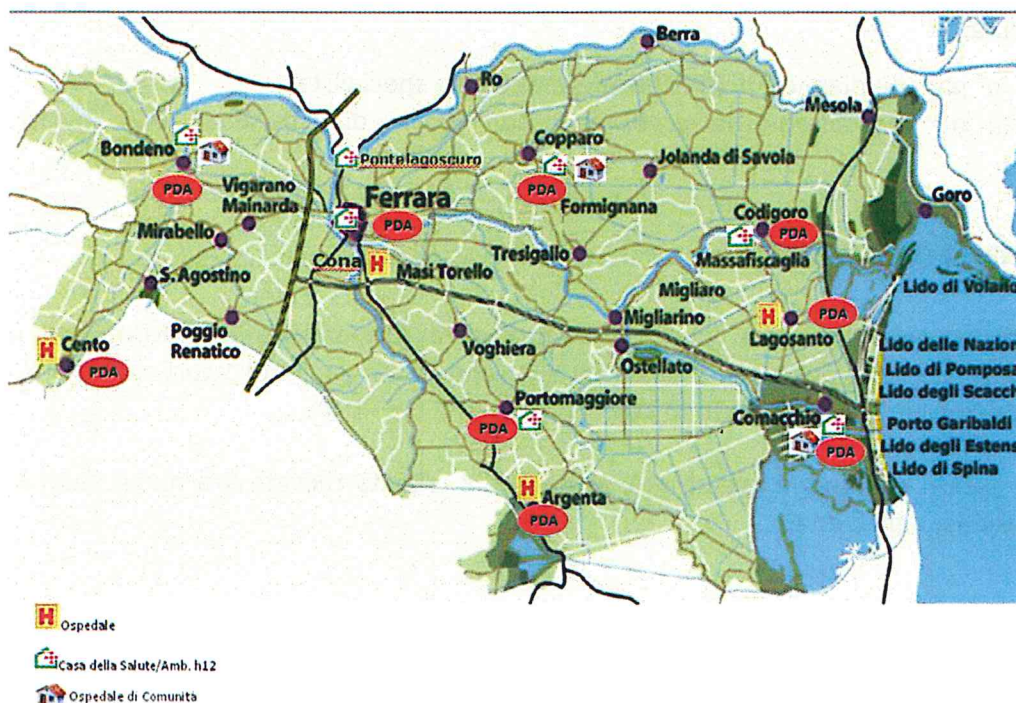 Berra
Ro
Mesola
Bondeno
Pontelagoscuro
Copparo
Jolanda di Savoia
PDA
Vigarano
Mainarda
Ferrara
PDA
PDA
Formignana
Codigoro
PDA
Goro
Mirabello
Cona
H
Masi Torello
Tresigallo
Massafiscaglia
S. Agostino
Migliaro
Lido di Volano
Poggio
Renatico
Voghiera
Migliarino
H
Lagosanto
PDA
H
Cento
PDA
Ostellato
Lido delle Nazion
Lido di Pomposa
Lido degli Scacch
Portomaggiore
PDA
Comacchio
PDA
Porto Garibaldi
Lido degli Estens
Lido di Spina
H
Argenta
PDA
H Ospedale
Casa della Salute/Amb. h12
Ospedale di Comunità